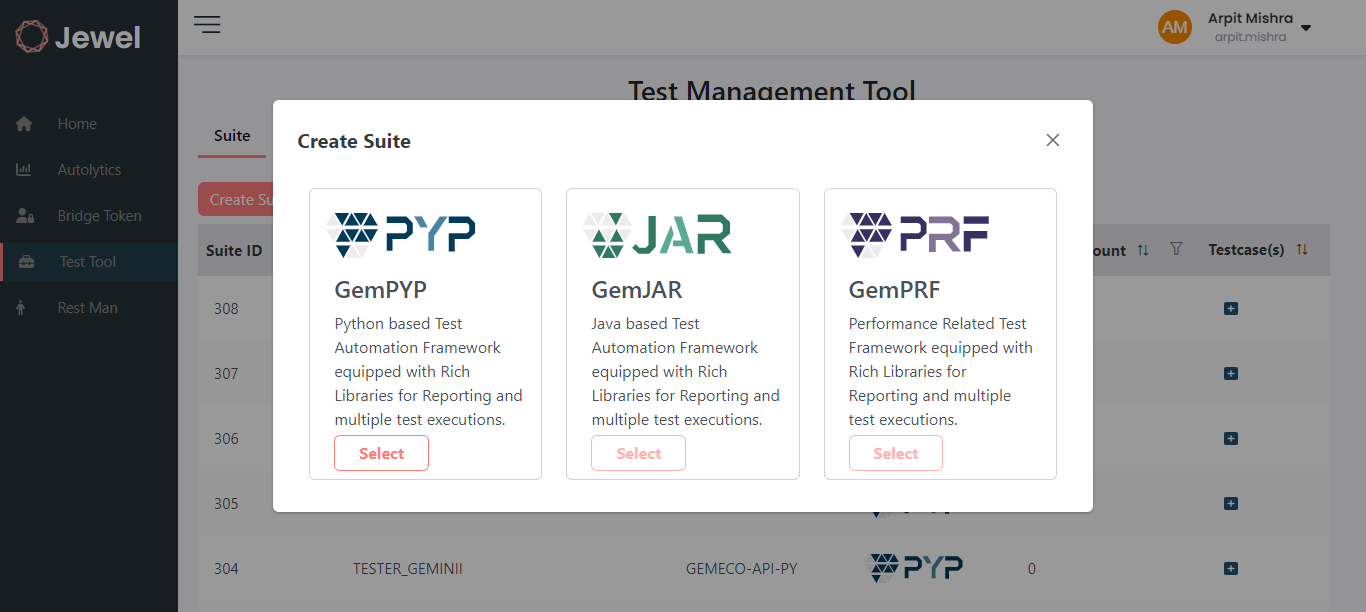 Jewel
AM
Arpit Mishra
arpit.mishra
Home
Autolytics
Bridge Token
Test Tool
Rest Man
Test Management Tool
Suite
Create Su
Suite ID
ount
Testcase(s)
308
307
306
305
304
TESTER_GEMINII
GEMECO-API-PY
PYP
0
Create Suite
PYP
GemPYP
Python based Test
Automation Framework
equipped with Rich
Libraries for Reporting and
multiple test executions.
Select
JAR
GemJAR
Java based Test
Automation Framework
equipped with Rich
Libraries for Reporting and
multiple test executions.
Select
PRF
GemPRF
Performance Related Test
Framework equipped with
Rich Libraries for
Reporting and multiple
test executions.
Select